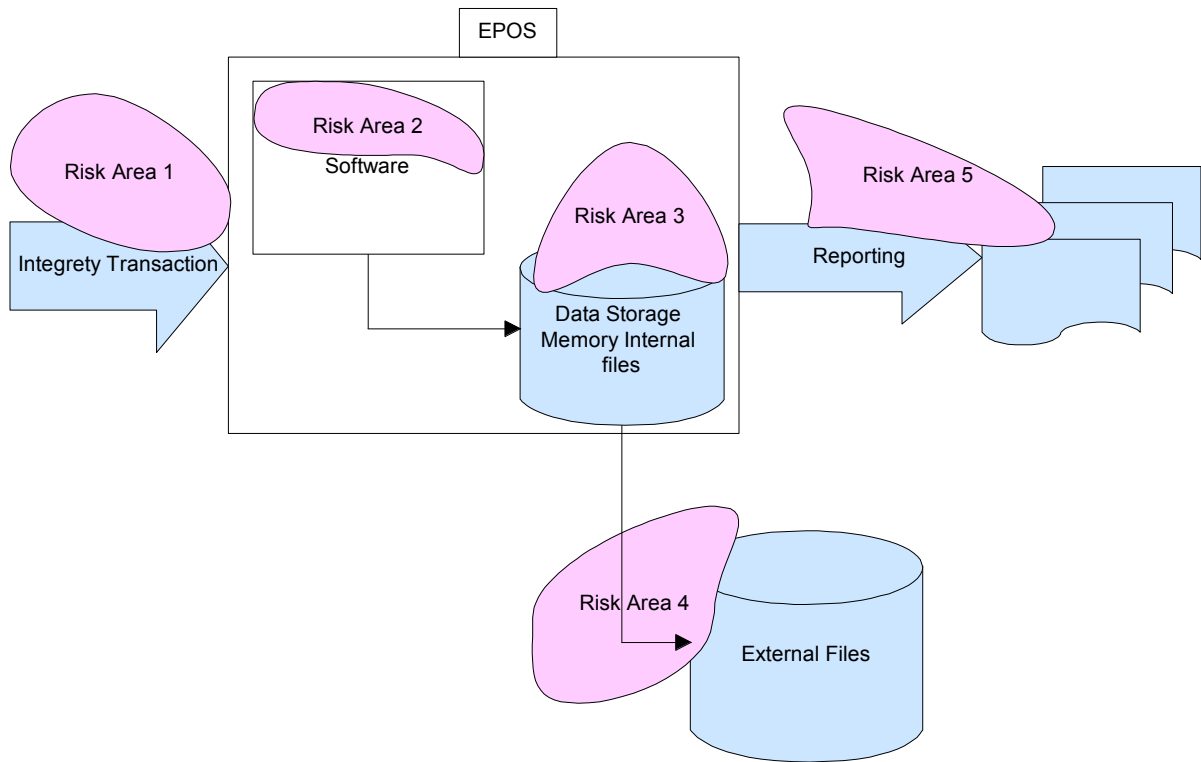 EPOS
Risk Area 1
Integrety Transaction
Risk Area 2
Software
Risk Area 3
Data Storage
Memory Internal
files
Risk Area 5
Reporting
Risk Area 4
External Files